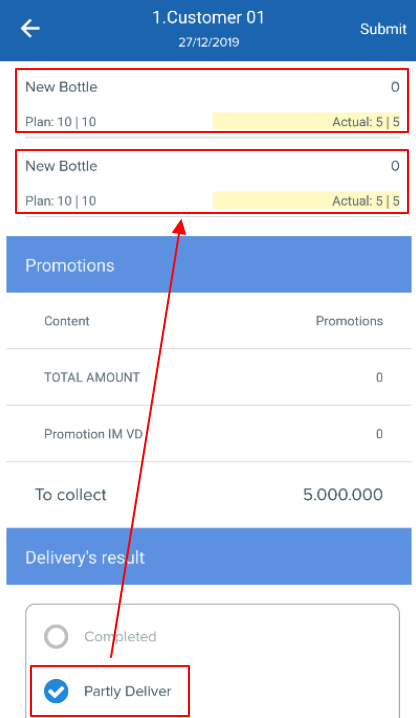 1.Customer 01
Submit
27/12/2019
New Bottle 0
Plan: 10 | 10 Actual: 5 | 5
New Bottle 0
Plan: 10 | 10 Actual: 5 | 5
Promotions
Content Promotions
TOTAL AMOUNT 0
Promotion IM VD 0
To collect 5.000.000
Delivery's result
Completed
Partly Deliver